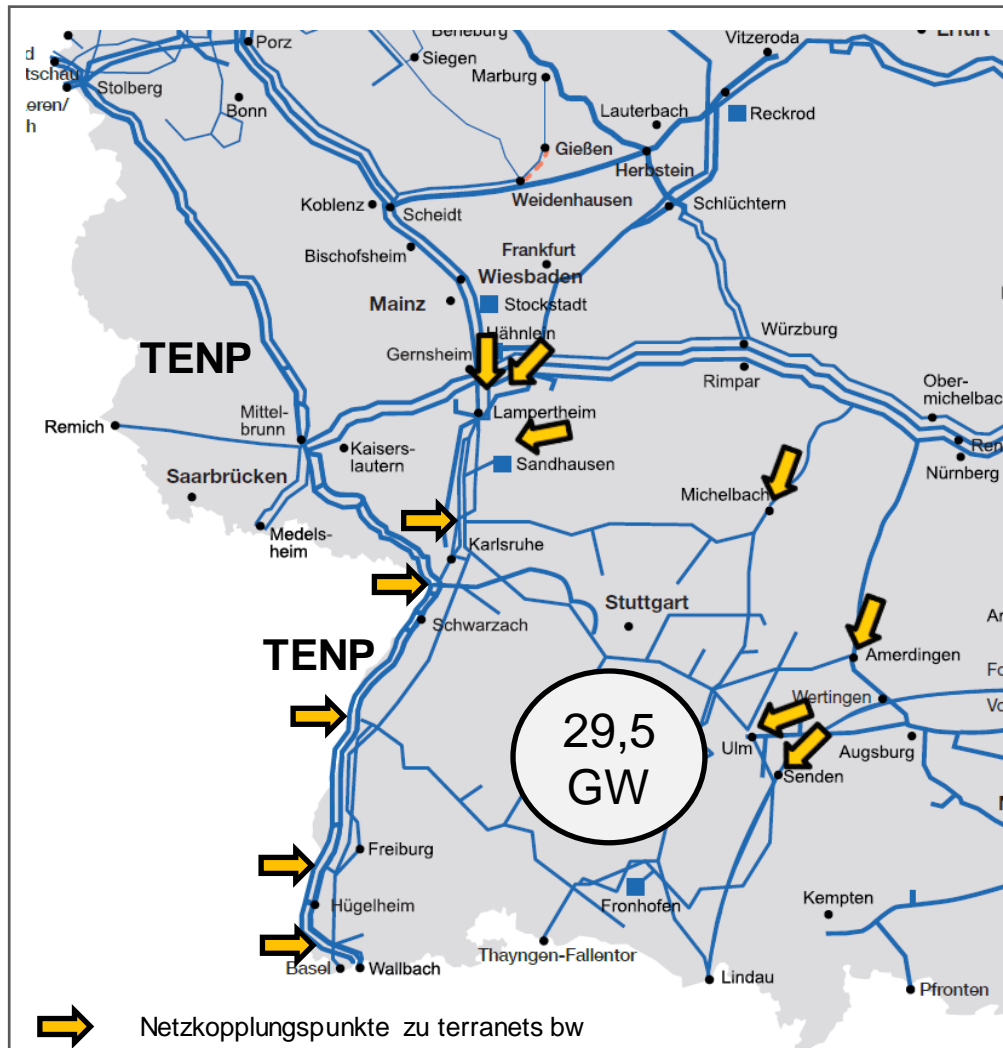 Porz
Berleburg
Siegen
Vitzeroda
Erfurt
Marburg
Stolberg
Bonn
Lauterbach
Reckrod
Gießen
Herbstein
Weidenhausen
Koblenz
Scheidt
Schlüchtern
Bischofsheim
Frankfurt
Wiesbaden
Mainz
Stockstadt
Hähnlein
Würzburg
TENP
Gernsheim
Rimpar
Ober-
michelbach
Remich
Mittel-
brunn
Lampertheim
Kaisers-
lautern
Saarbrücken
Sandhausen
Nürnberg
Michelbach
Medels-
heim
Karlsruhe
Stuttgart
Schwarzach
TENP
Amerdingen
Wertingen
29,5
GW
Ulm
Augsburg
Senden
Freiburg
Hügelheim
Fronhofen
Kempten
Thayngen-Fallentor
Basel
Wallbach
Lindau
Pfronten
Netzkopplungspunkte zu terranets bw